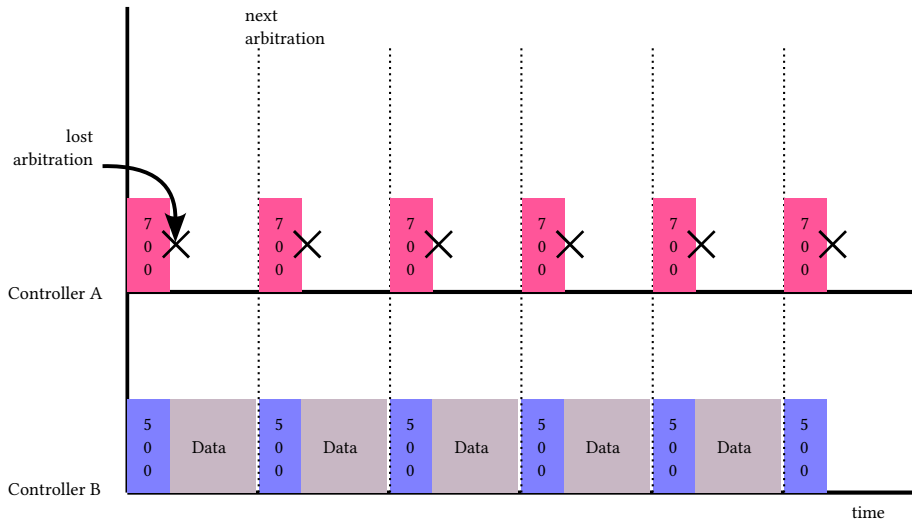 next
arbitration
lost
arbitration
7 7 7 7 7 7
0 0 0 0 0 0
0 0 0 0 0 0
Controller A
5 5 5 5 5 5
0 Data 0 Data 0 Data 0 Data 0 Data 0
0 0 0 0 0 0
Controller B
time